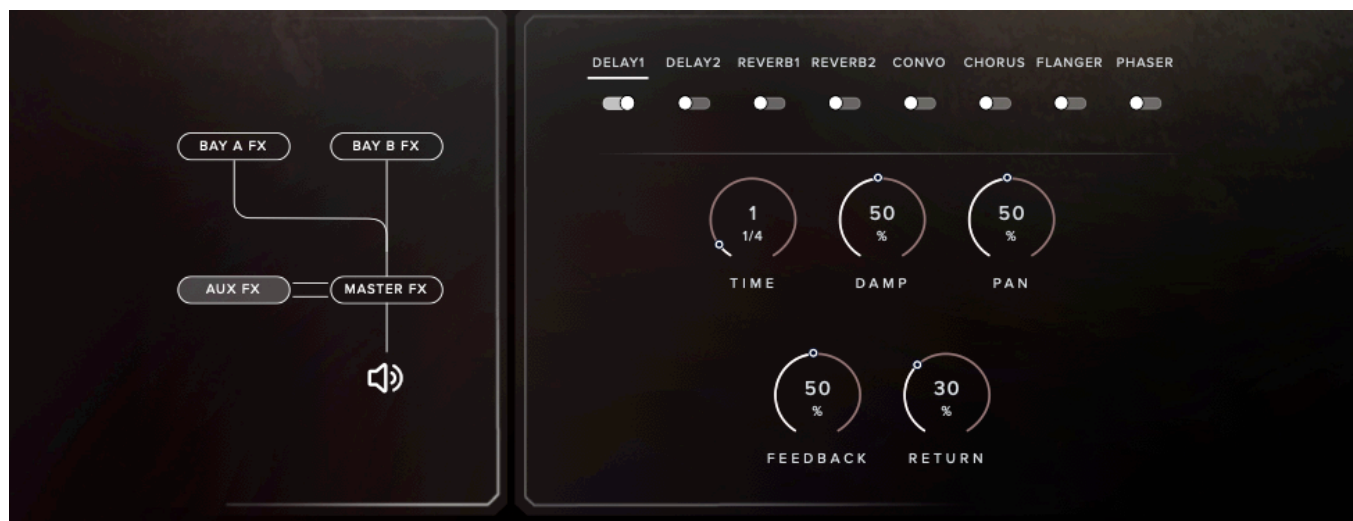 DELAY1 DELAY2 REVERB1 REVERB2 CONVO CHORUS FLANGER PHASER
BAY A FX BAY B FX
AUX FX MASTER FX
1 50 50
1/4 % %
TIME DAMP PAN
50 30
% %
FEEDBACK RETURN